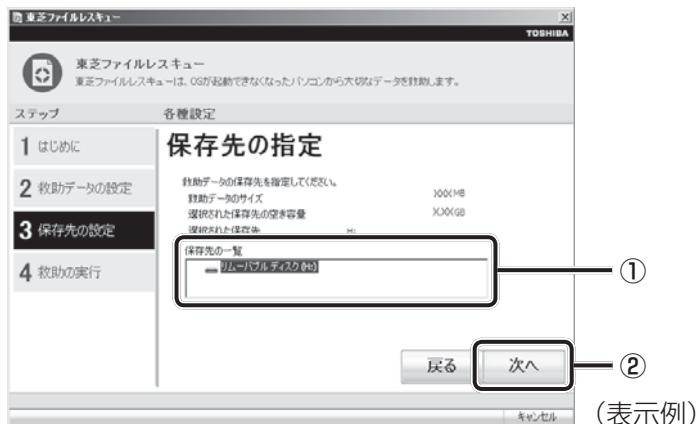 東芝ファイルレスキュー
TOSHIBA
東芝ファイルレスキュー
東芝ファイルレスキューは、OSが起動できなくなったパソコンから大切なデータを救助します。
ステップ
各種設定
1 はじめに
2 救助データの設定
3 保存先の設定
4 救助の実行
保存先の指定
救助データの保存先を指定してください。
救助データのサイズ XXXMB
選択された保存先の空き容量 X.XXGB
選択された保存先 H:
保存先の一覧
リムーバブル ディスク (H:)
①
戻る
次へ
②
キャンセル
（表示例）